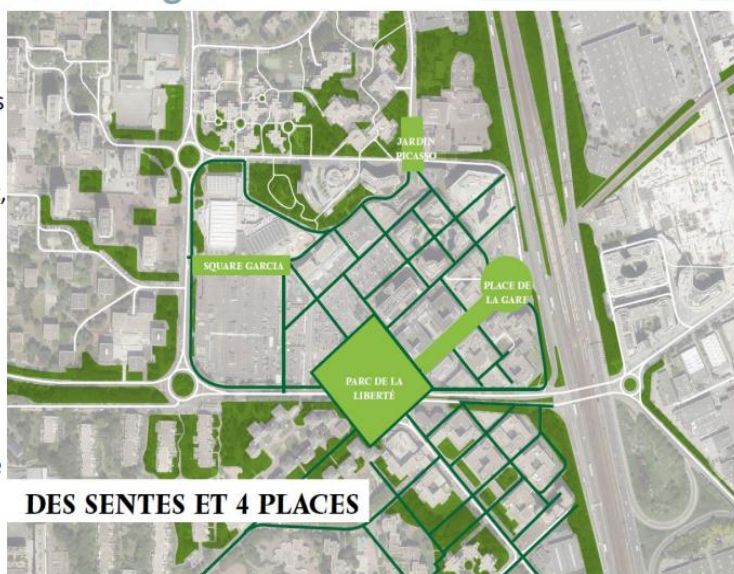 JARDIN
PICASSO
SQUARE GARCIA
PLACE DE
LA GARE
PARC DE LA
LIBERTÉ
DES SENTES ET 4 PLACES